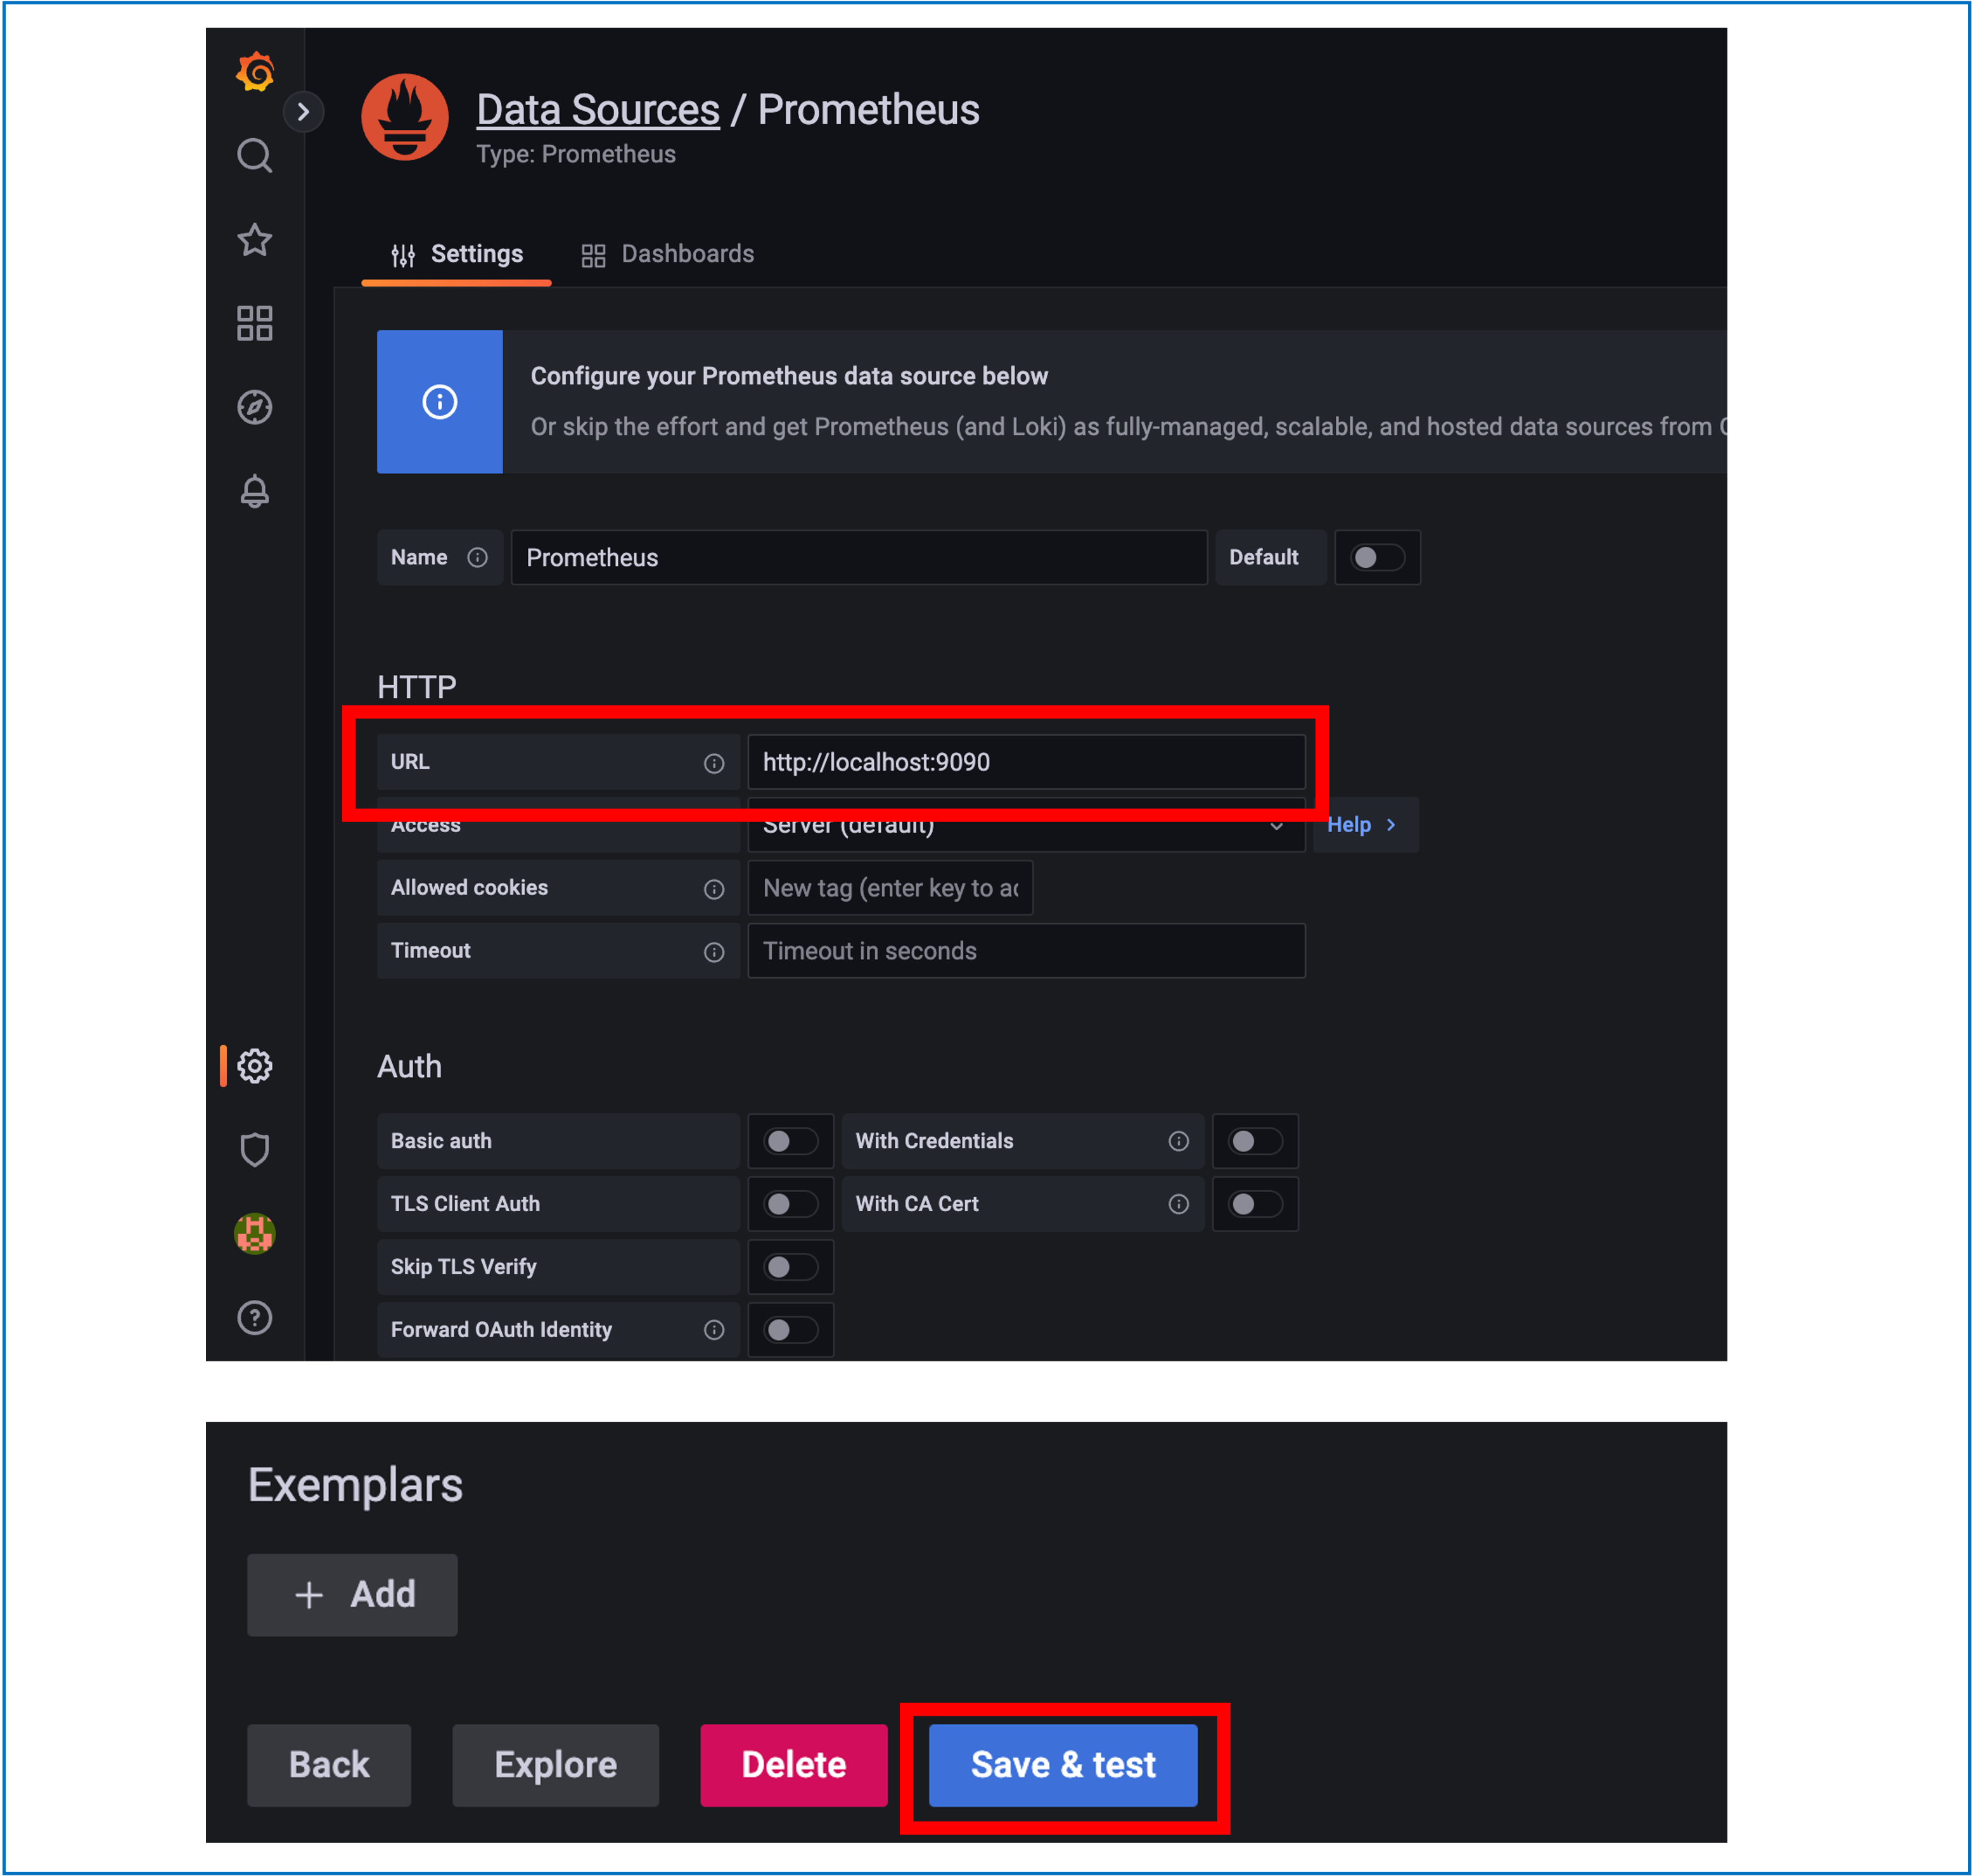 Data Sources / Prometheus
Type: Prometheus
Settings Dashboards
Configure your Prometheus data source below
Or skip the effort and get Prometheus (and Loki) as fully-managed, scalable, and hosted data sources from
Name Prometheus Default
HTTP
URL http://localhost:9090
Access Server (default) Help
Allowed cookies New tag (enter key to
Timeout Timeout in seconds
Auth
Basic auth With Credentials
TLS Client Auth With CA Cert
Skip TLS Verify
Forward OAuth Identity
Exemplars
+ Add
Back Explore Delete Save & test